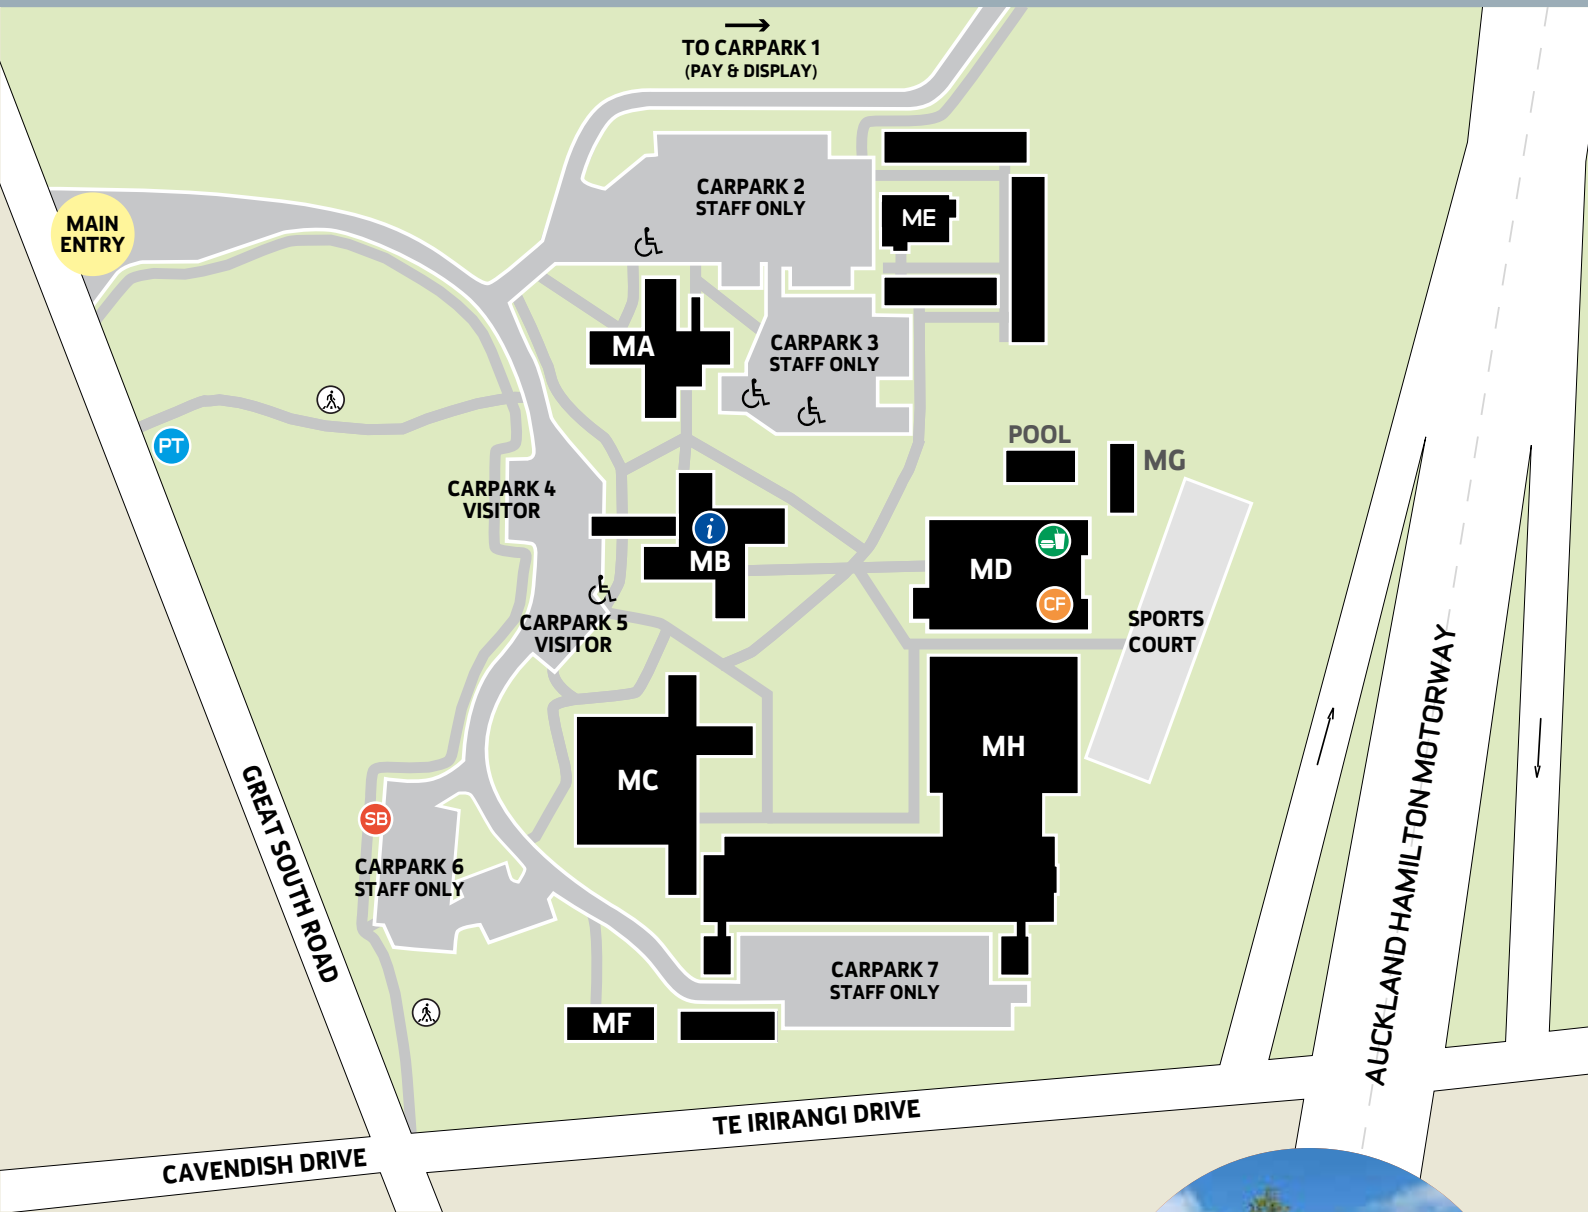 TO CARPARK 1
(PAY & DISPLAY)
CARPARK 2
STAFF ONLY
MAIN
ENTRY
ME
MA
CARPARK 3
STAFF ONLY
PT
POOL
MG
CARPARK 4
VISITOR
i
MB
MD
CF
CARPARK 5
VISITOR
SPORTS
COURT
MC
MH
SB
CARPARK 6
STAFF ONLY
GREAT SOUTH ROAD
AUCKLAND HAMILTON MOTORWAY
CARPARK 7
STAFF ONLY
MF
TE IRIRANGI DRIVE
CAVENDISH DRIVE